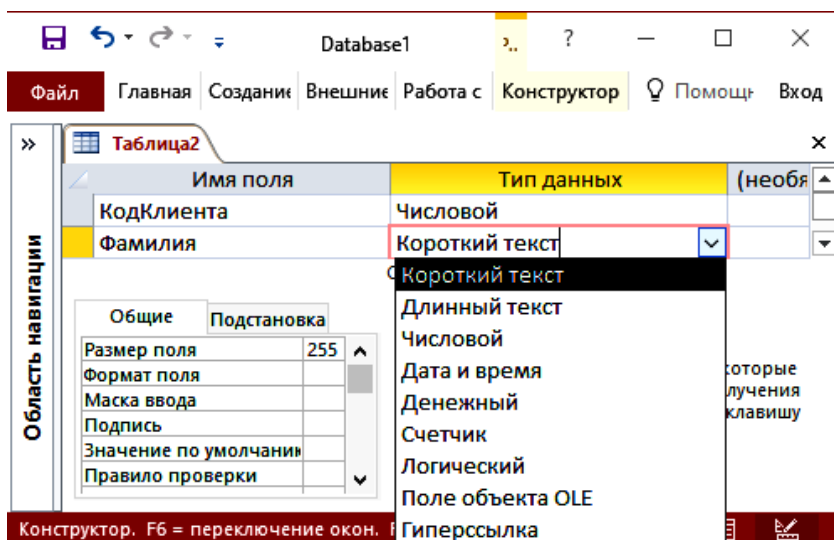 Database1 ?
Файл Главная Создание Внешние Работа с Конструктор Помощн Вход
» Таблица2
Имя поля Тип данных (необя
КодКлиента Числовой
Фамилия Короткий текст
Короткий текст
Длинный текст
Числовой
Дата и время
Денежный
Счетчик
Логический
Поле объекта OLE
Гиперссылка
Область навигации
Общие Подстановка
Размер поля 255
Формат поля
Маска ввода
Подпись
Значение по умолчани
Правило проверки
которые
лучения
клавишу
Конструктор. F6 = переключение окон.